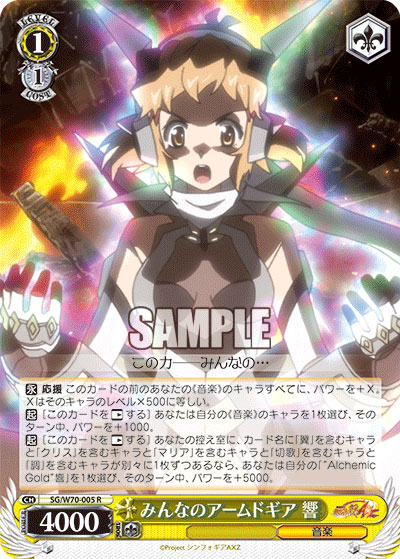 LEVEL
1
1
COST
SAMPLE
この力── みんなの…
永 応援 このカードの前のあなたの《音楽》のキャラすべてに、パワーを＋X。
Xはそのキャラのレベル×500に等しい。
起［このカードを する］ あなたは自分の《音楽》のキャラを1枚選び、そのターン中、パワーを＋1000。
起［このカードを する］ あなたの控え室に、カード名に「翼」を含むキャラと「クリス」を含むキャラと「マリア」を含むキャラと「切歌」を含むキャラと「調」を含むキャラが別々に1枚ずつあるなら、あなたは自分の“Alchemic Gold”響”を1枚選び、そのターン中、パワーを＋2000。
CH SG/W70-005 R
4000
みんなのアームドギア 響
音楽
©Project シンフォギアAXZ